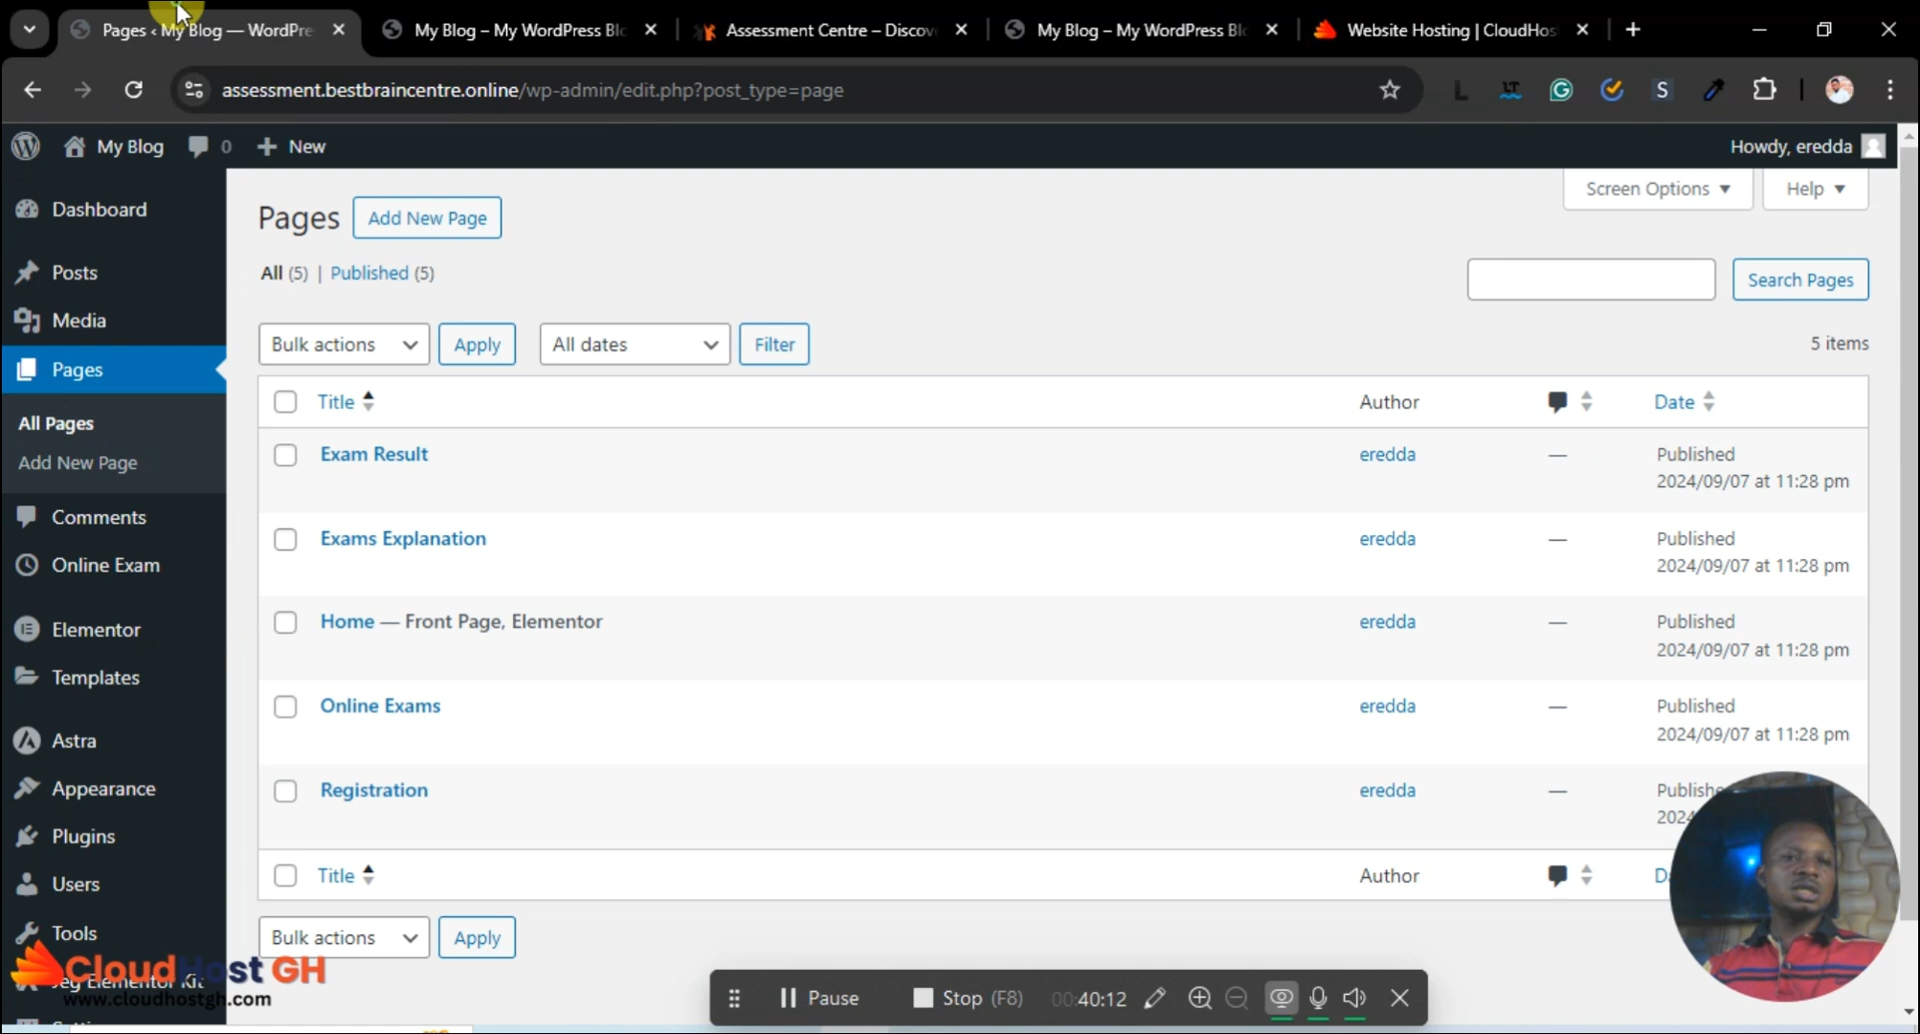 Pages ‹ My Blog — WordPre
My Blog – My WordPress Blo
Assessment Centre – Discov
My Blog – My WordPress Blo
Website Hosting | CloudHos
assessment.bestbraincentre.online/wp-admin/edit.php?post_type=page
My Blog
0
New
Howdy, eredda
Dashboard
Posts
Media
Pages
All Pages
Add New Page
Comments
Online Exam
Elementor
Templates
Astra
Appearance
Plugins
Users
Tools
Jeg Elementor Kit
Screen Options
Help
Pages
Add New Page
All (5) | Published (5)
Search Pages
Bulk actions
Apply
All dates
Filter
5 items
Title
Author
Date
Exam Result
eredda
—
Published
2024/09/07 at 11:28 pm
Exams Explanation
eredda
—
Published
2024/09/07 at 11:28 pm
Home — Front Page, Elementor
eredda
—
Published
2024/09/07 at 11:28 pm
Online Exams
eredda
—
Published
2024/09/07 at 11:28 pm
Registration
eredda
—
Publishe
2024
Title
Author
Bulk actions
Apply
CloudHost GH
www.cloudhostgh.com
Pause
Stop (F8)
00:40:12